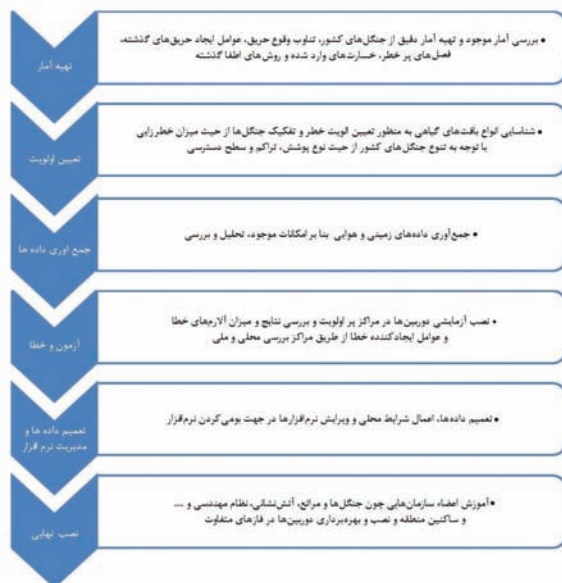 • بررسی آمار موجود و تهیه آمار دقیق از جنگل‌های کشور، تناوب وقوع حریق، عوامل ایجاد حریق‌های گذشته،
فصل‌های پر خطر، خسارت‌های وارد شده و روش‌های اطفا گذشته
تهیه آمار
• شناسایی انواع بافت‌های گیاهی به منظور تعیین الویت خطر و تفکیک جنگل‌ها از حیث میزان خطرزایی
با توجه به تنوع جنگل‌های کشور از حیث نوع پوشش، تراکم و سطح دسترسی
تعیین اولویت
• جمع‌آوری داده‌های زمینی و هوایی بنا بر امکانات موجود، تحلیل و بررسی
جمع اوری داده ها
• نصب آزمایشی دوربین‌ها در مراکز پر اولویت و بررسی نتایج و میزان آلارم‌های خطا
و عوامل ایجادکننده خطا از طریق مراکز بررسی محلی و ملی
آزمون و خطا
• تعمیم داده‌ها، اعمال شرایط محلی و ویرایش نرم‌افزارها در جهت بومی‌کردن نرم‌افزار
تعمیم داده ها و
مدیریت نرم افزار
• آموزش اعضاء سازمان‌هایی چون جنگل‌ها و مراتع، آتش‌نشانی، نظام مهندسی و ....
و ساکنین منطقه و نصب و بهره‌برداری دوربین‌ها در فازهای متفاوت
نصب نهایی